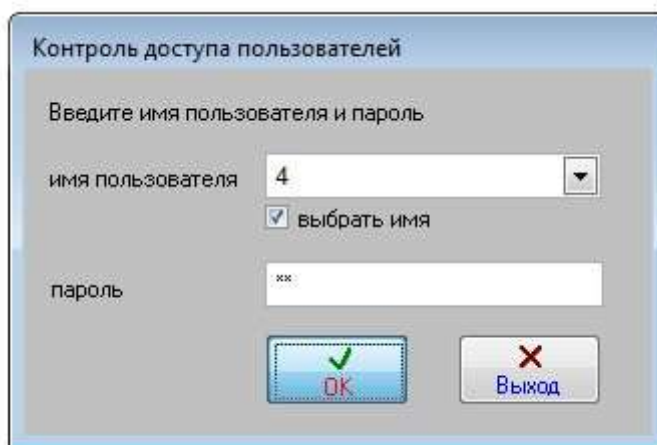 Контроль доступа пользователей
Введите имя пользователя и пароль
имя пользователя 4
выбрать имя
пароль **
OK Выход